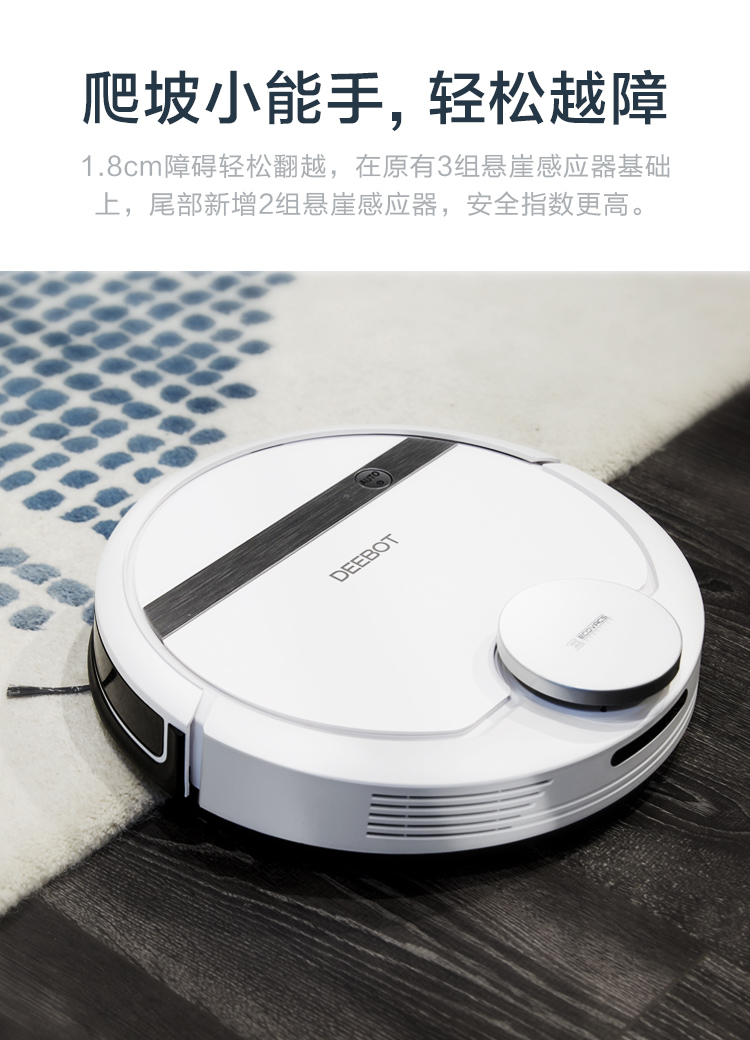 爬坡小能手，轻松越障
1.8cm障碍轻松翻越，在原有3组悬崖感应器基础
上，尾部新增2组悬崖感应器，安全指数更高。
AUTO
DEEBOT
ECOVACS